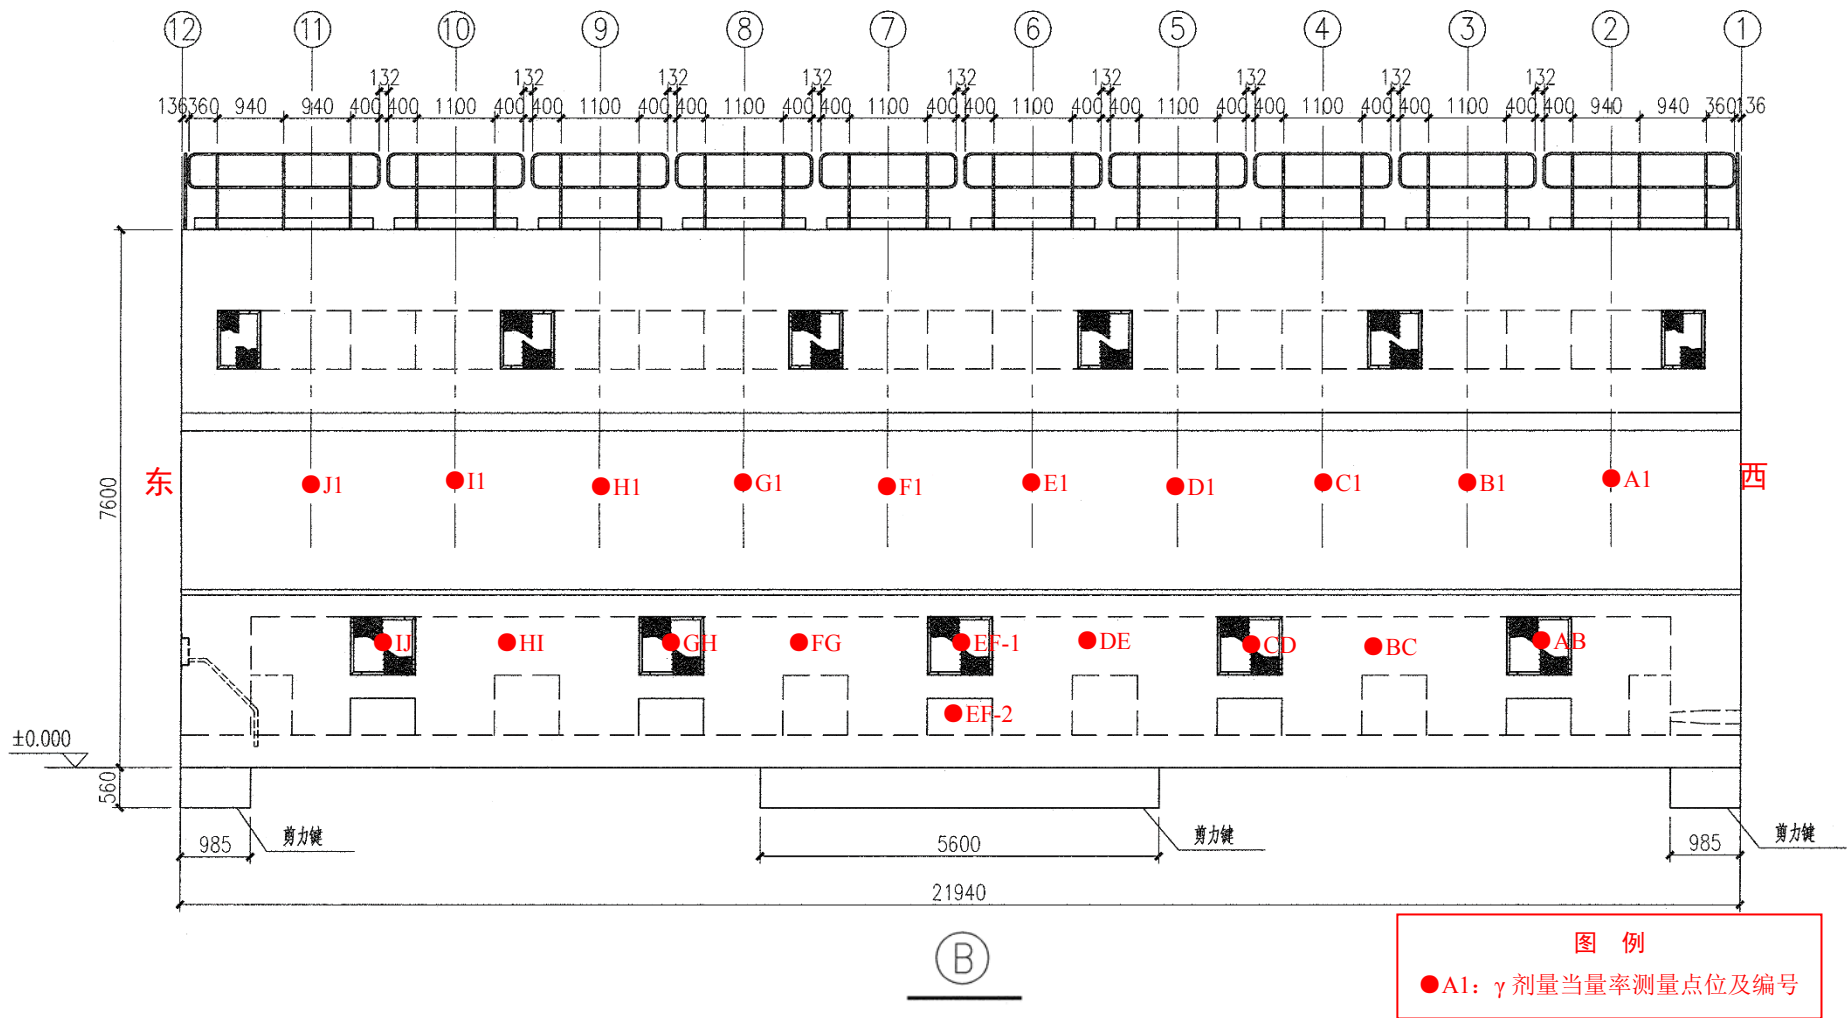 12 11 10 9 8 7 6 5 4 3 2 1
132 132 132 132 132 132 132 132 132
136 360 940 940 400 400 1100 400 400 1100 400 400 1100 400 400 1100 400 400 1100 400 400 1100 400 400 1100 400 400 1100 400 400 940 940 360 136
7600
东 J1 I1 H1 G1 F1 E1 D1 C1 B1 A1 西
IJ HI GH FG EF-1 DE CD BC AB
EF-2
±0.000
560
剪力键 剪力键 剪力键
985 5600 985
21940
B
图 例
A1：γ 剂量当量率测量点位及编号